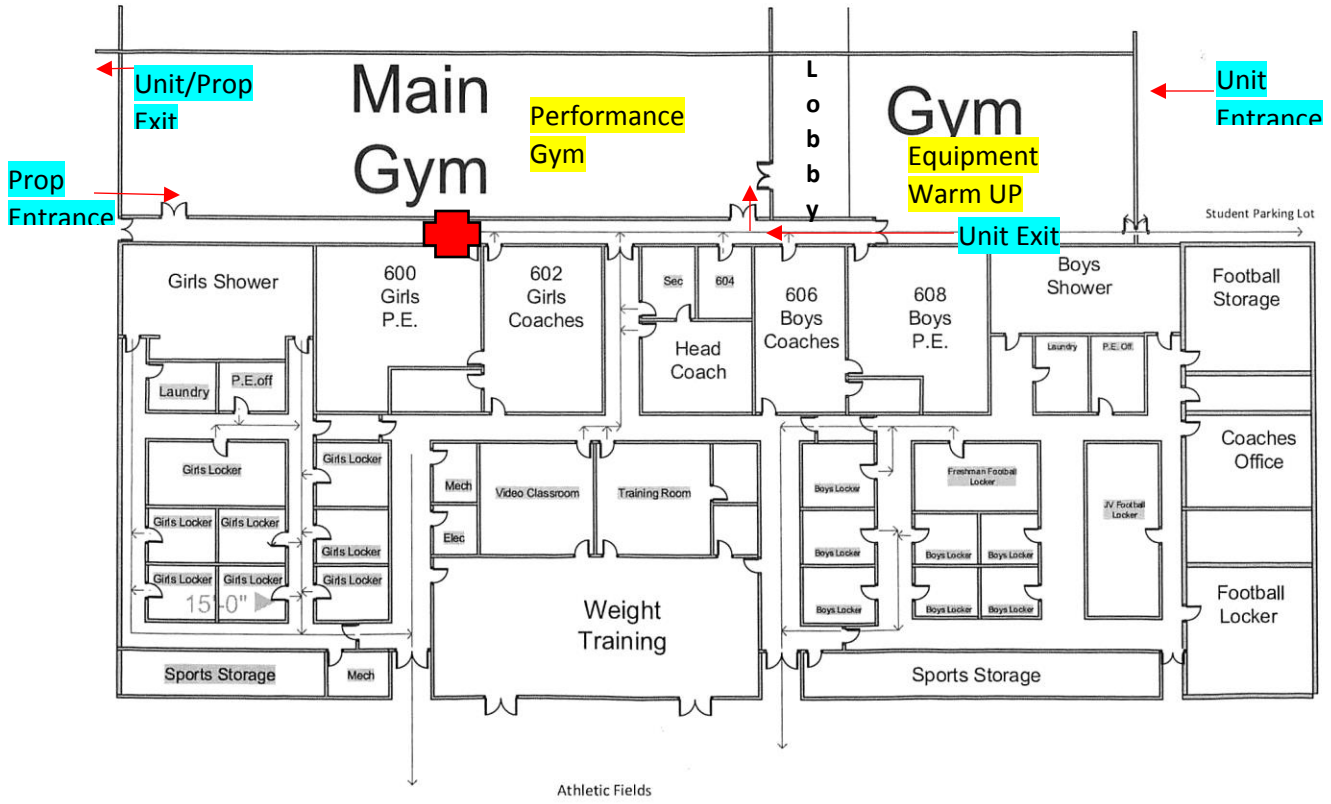 Unit/Prop
Exit
Main
Gym
Performance
Gym
L
o
b
b
y
Gym
Equipment
Warm UP
Unit
Entrance
Prop
Entrance
Unit Exit
Student Parking Lot
Girls Shower
600
Girls
P.E.
602
Girls
Coaches
Sec
604
Head
Coach
606
Boys
Coaches
608
Boys
P.E.
Boys
Shower
Football
Storage
Laundry
P.E.off
Laundry
P.E. Off.
Coaches
Office
Girls Locker
Girls Locker
Girls Locker
Girls Locker
Girls Locker
Girls Locker
Girls Locker
Girls Locker
15'-0"
Mech
Elec
Video Classroom
Training Room
Weight
Training
Boys Locker
Boys Locker
Boys Locker
Freshman Football
Locker
Boys Locker
Boys Locker
Boys Locker
Boys Locker
JV Football
Locker
Football
Locker
Sports Storage
Mech
Sports Storage
Athletic Fields